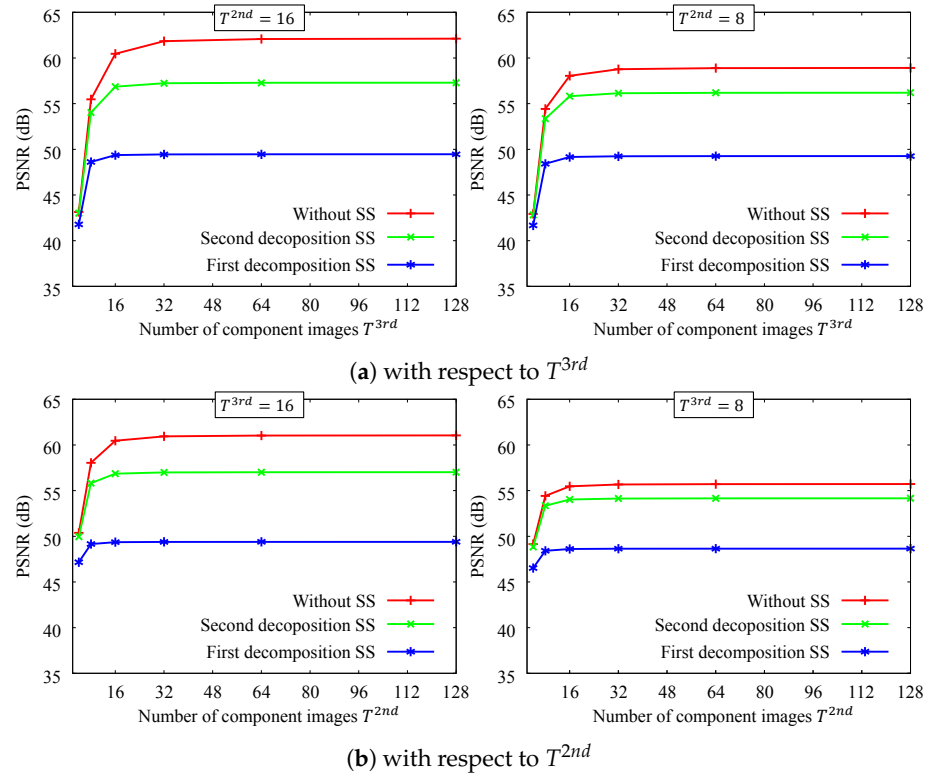 T^{2nd} = 16
65
60
55
50
45
40
35
PSNR (dB)
Without SS
Second decoposition SS
First decomposition SS
16 32 48 64 80 96 112 128
Number of component images T^{3rd}
T^{2nd} = 8
65
60
55
50
45
40
35
PSNR (dB)
Without SS
Second decoposition SS
First decomposition SS
16 32 48 64 80 96 112 128
Number of component images T^{3rd}
(a) with respect to T^{3rd}
T^{3rd} = 16
65
60
55
50
45
40
35
PSNR (dB)
Without SS
Second decoposition SS
First decomposition SS
16 32 48 64 80 96 112 128
Number of component images T^{2nd}
T^{3rd} = 8
65
60
55
50
45
40
35
PSNR (dB)
Without SS
Second decoposition SS
First decomposition SS
16 32 48 64 80 96 112 128
Number of component images T^{2nd}
(b) with respect to T^{2nd}